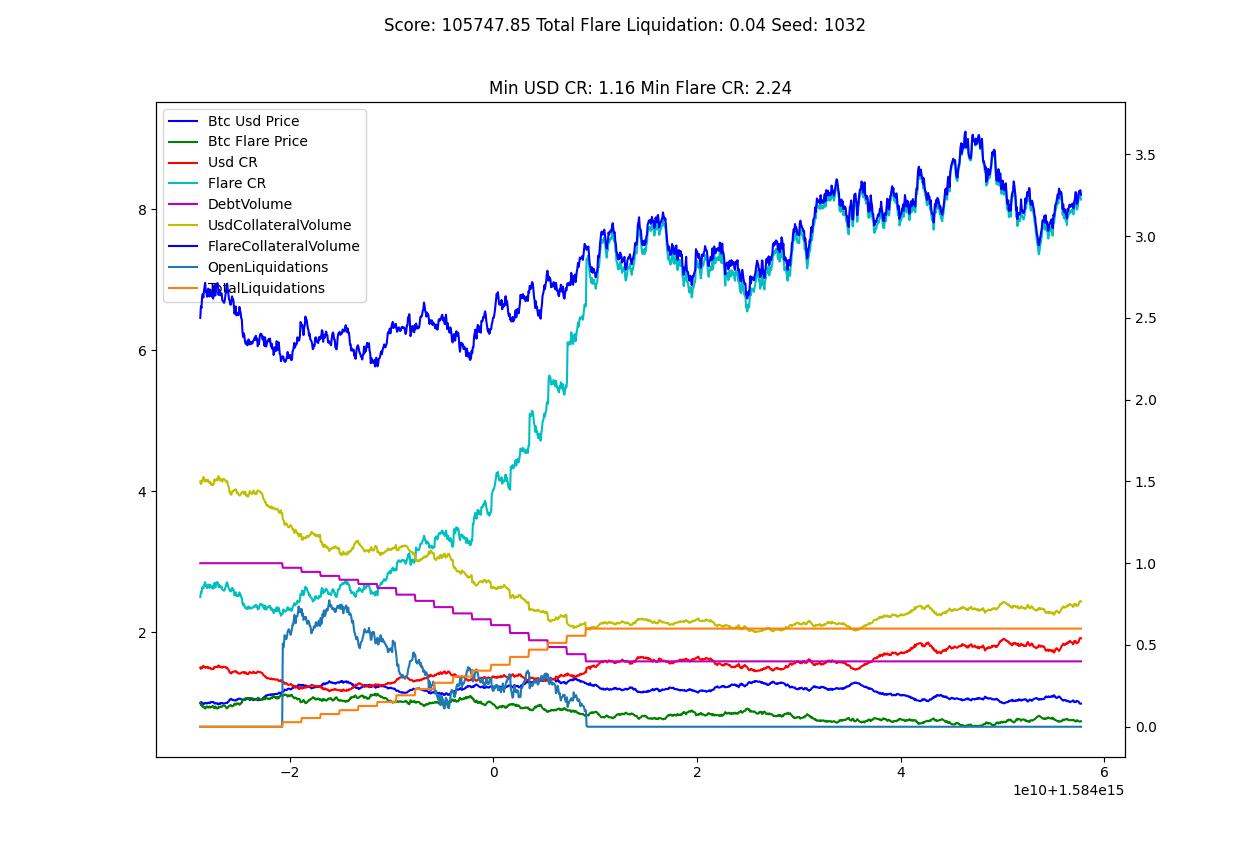 Score: 105747.85 Total Flare Liquidation: 0.04 Seed: 1032
Min USD CR: 1.16 Min Flare CR: 2.24
Btc Usd Price
Btc Flare Price
Usd CR
Flare CR
DebtVolume
UsdCollateralVolume
FlareCollateralVolume
OpenLiquidations
TotalLiquidations
8
6
4
2
3.5
3.0
2.5
2.0
1.5
1.0
0.5
0.0
−2
0
2
4
6
1e10+1.584e15